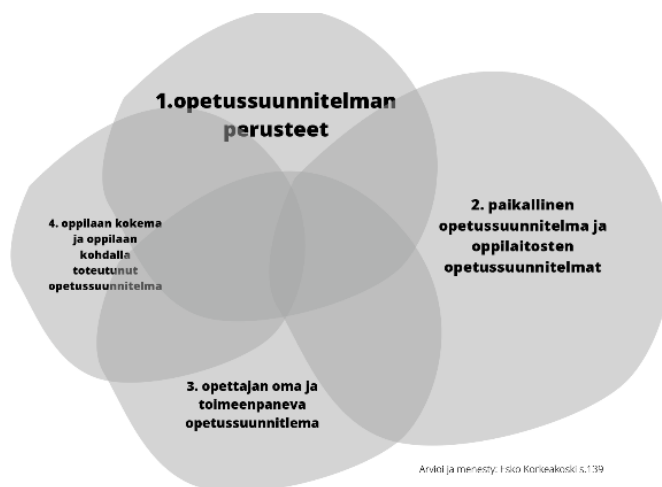 1.opetussuunnitelman
perusteet
2. paikallinen
opetussuunnitelma ja
oppilaitosten
opetussuunnitelmat
4. oppilaan kokema
ja oppilaan
kohdalla
toteutunut
opetussuunnitelma
3. opettajan oma ja
toimeenpaneva
opetussuunnitlema
Arvioi ja menesty: Esko Korkeakoski s.139